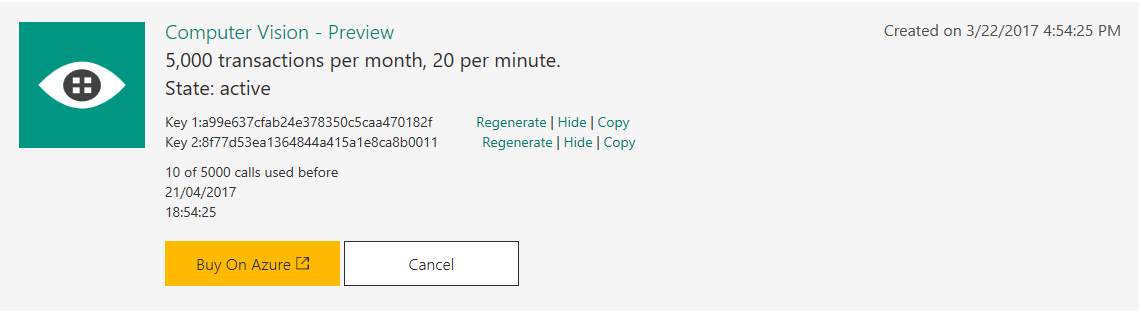 Computer Vision - Preview
Created on 3/22/2017 4:54:25 PM
5,000 transactions per month, 20 per minute.
State: active
Key 1:a99e637cfab24e378350c5caa470182f Regenerate | Hide | Copy
Key 2:8f77d53ea1364844a415a1e8ca8b0011 Regenerate | Hide | Copy
10 of 5000 calls used before
21/04/2017
18:54:25
Buy On Azure Cancel